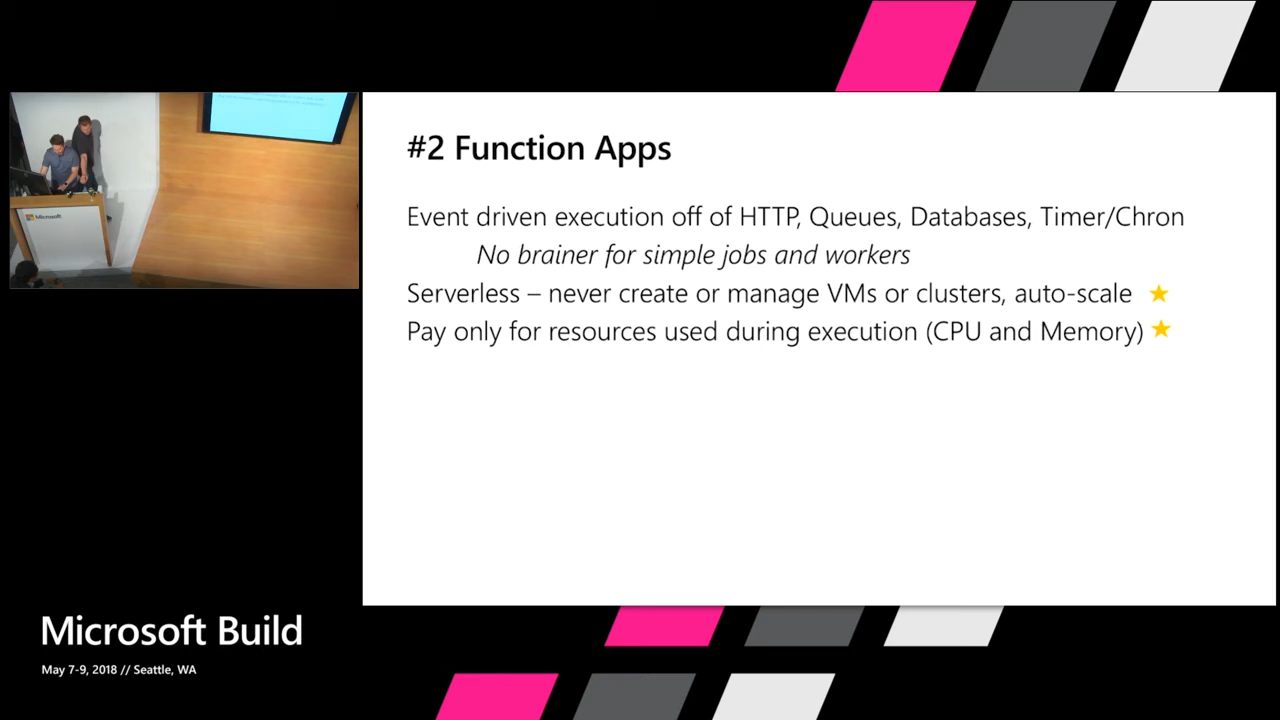 #2 Function Apps
Event driven execution off of HTTP, Queues, Databases, Timer/Chron
No brainer for simple jobs and workers
Serverless – never create or manage VMs or clusters, auto-scale
Pay only for resources used during execution (CPU and Memory)
Microsoft
Microsoft Build
May 7-9, 2018 // Seattle, WA